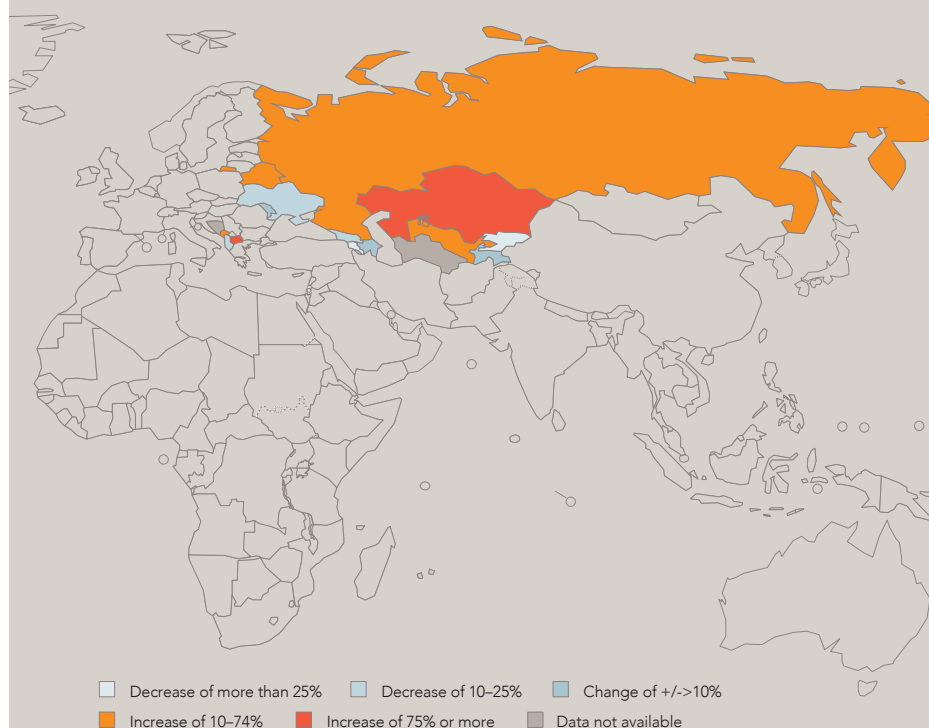 Decrease of more than 25% Decrease of 10–25% Change of +/->10%
Increase of 10–74% Increase of 75% or more Data not available